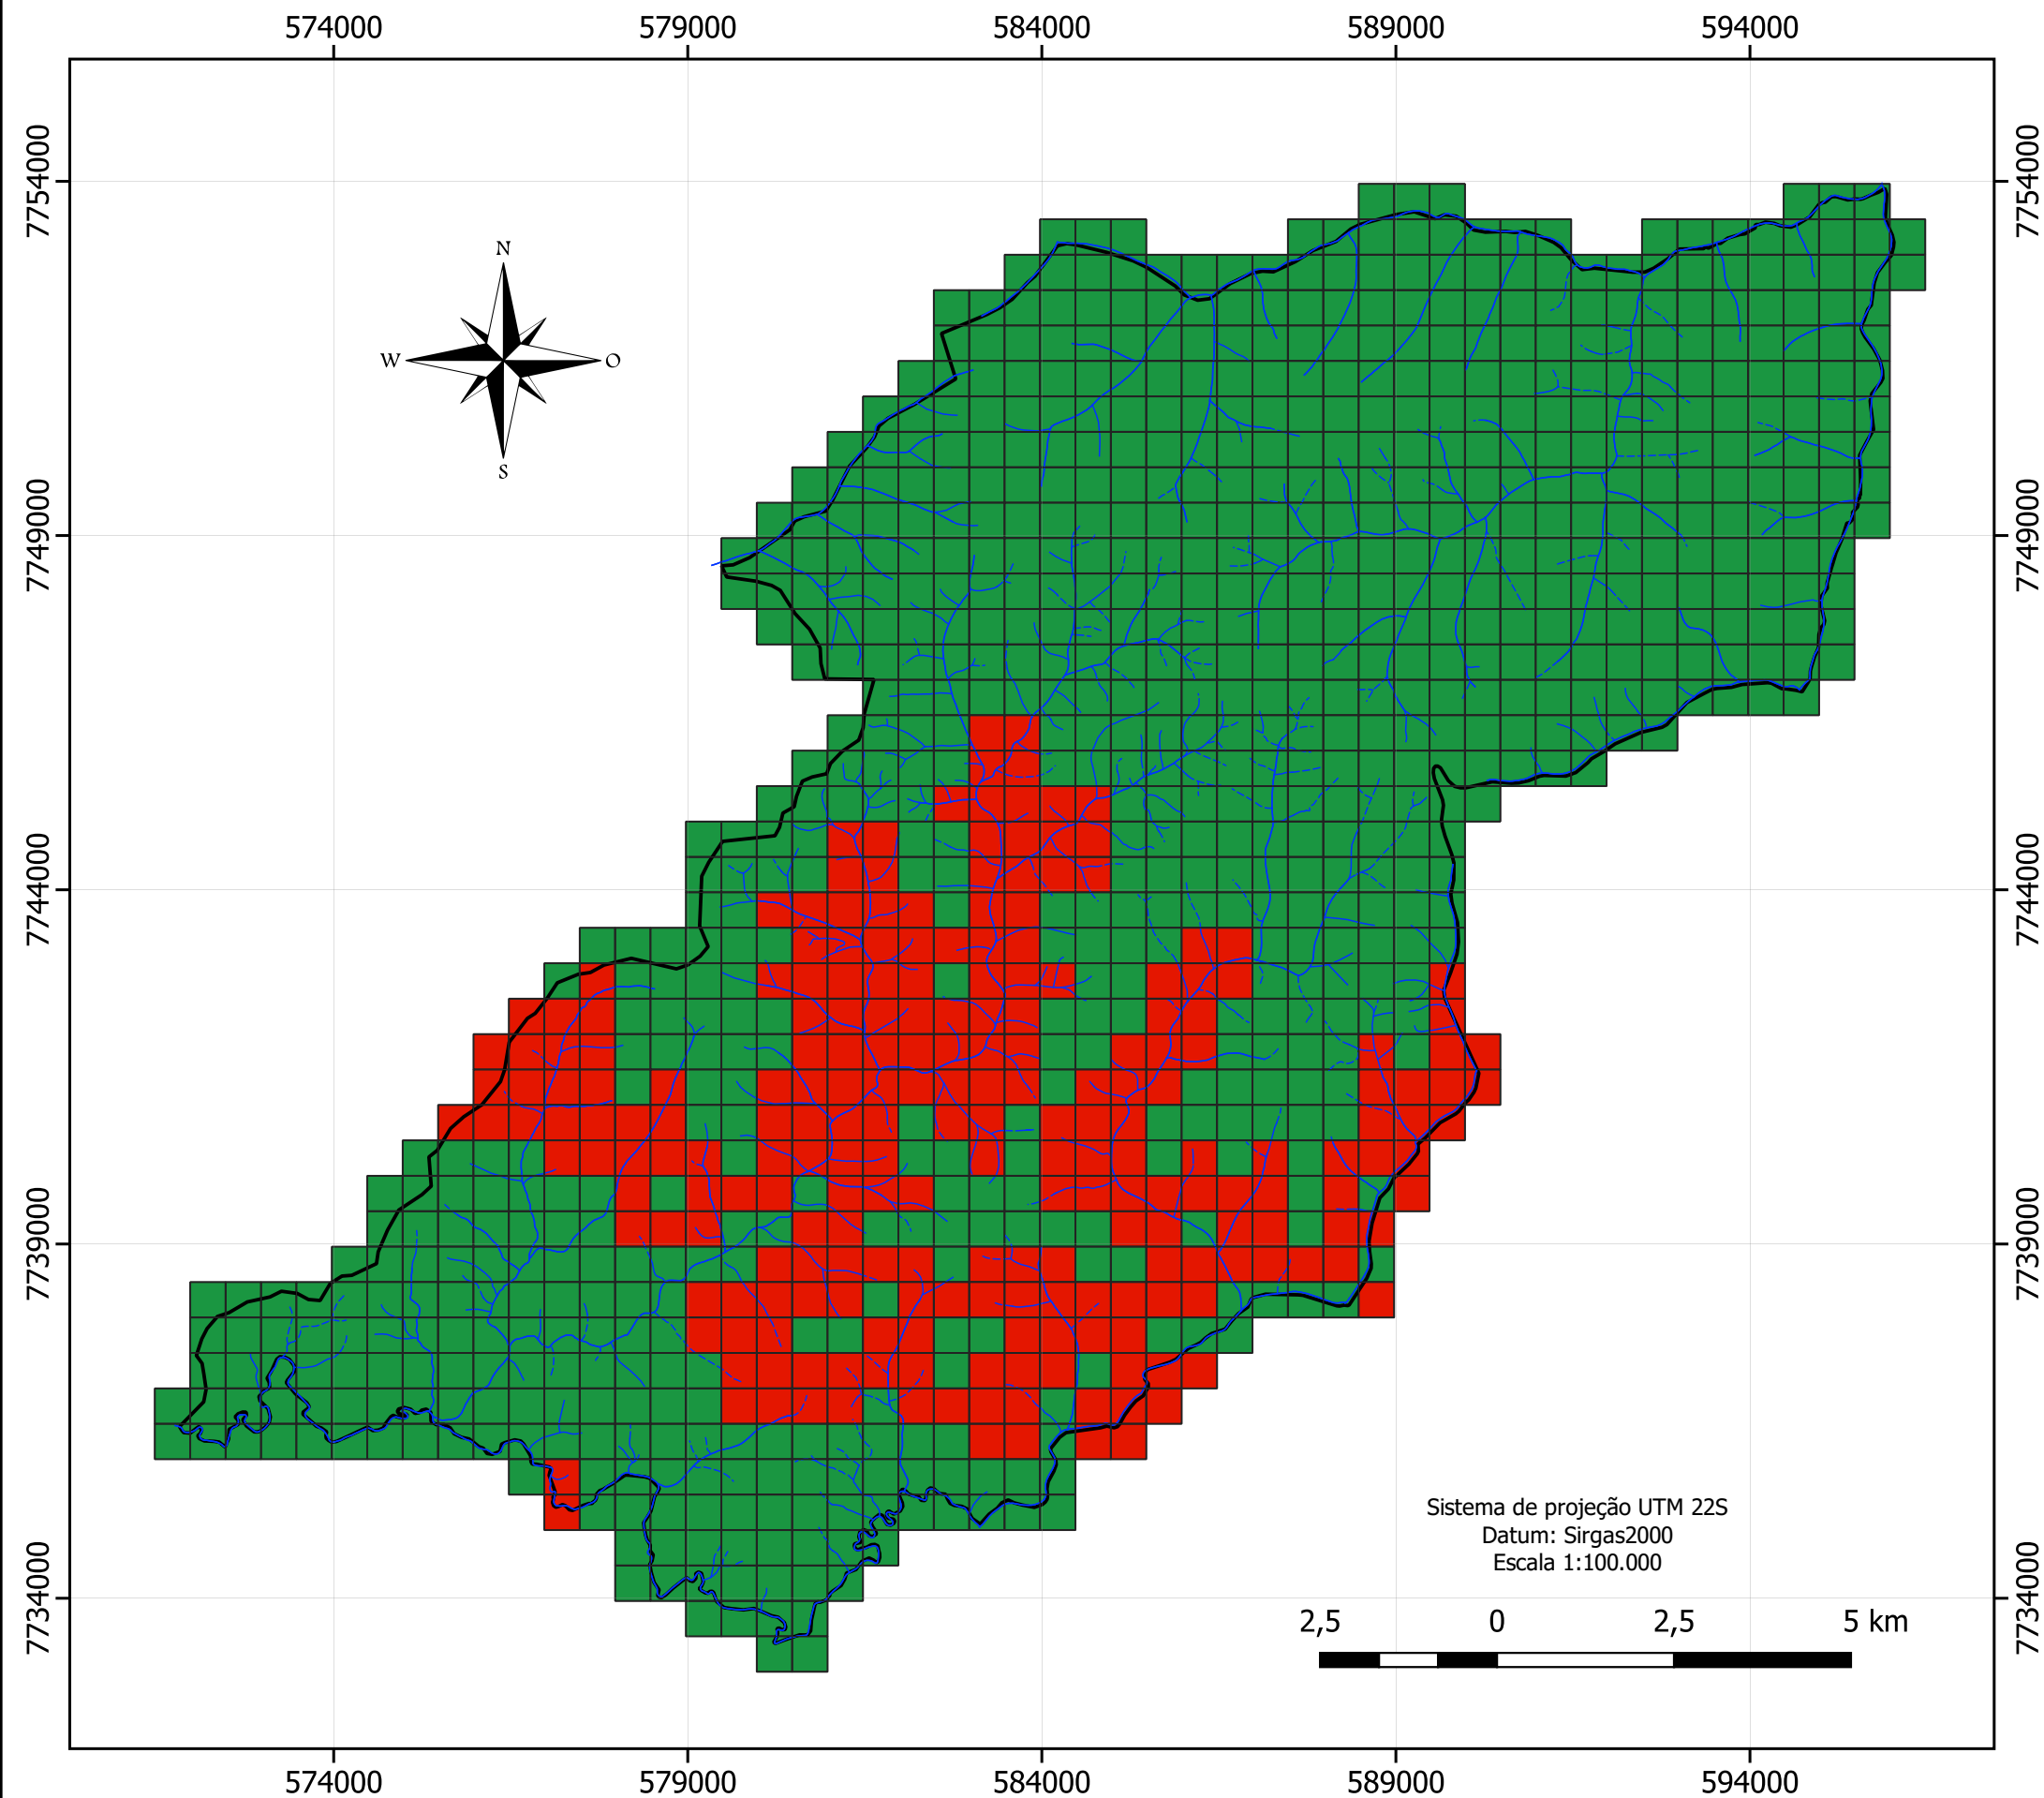 574000 579000 584000 589000 594000
7754000 7754000
N
W O
S
7749000 7749000
7744000 7744000
7739000 7739000
Sistema de projeção UTM 22S
Datum: Sirgas2000
Escala 1:100.000
7734000 7734000
2,5 0 2,5 5 km
574000 579000 584000 589000 594000